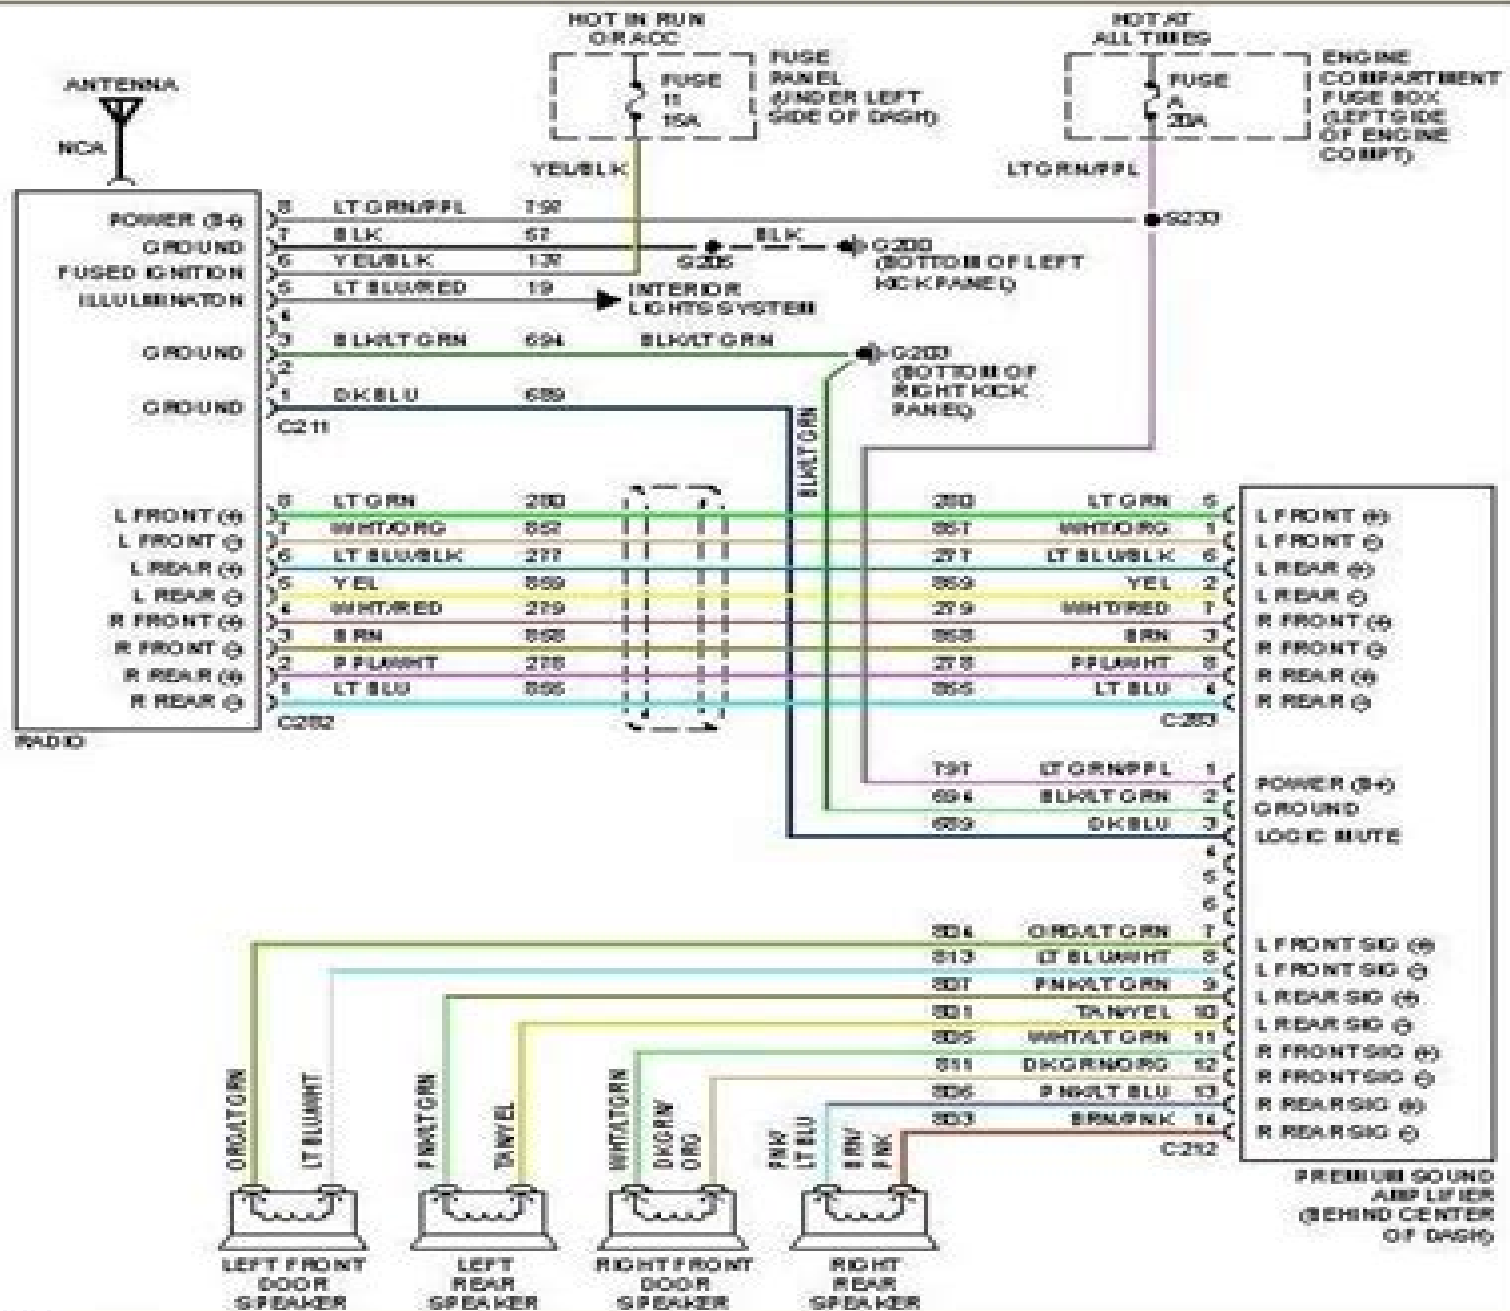 HOT IN RUN
OR ACC
HOT AT
ALL TIMES
FUSE
PANEL
(UNDER LEFT
SIDE OF DASH)
FUSE
11
15A
ENGINE
COMPARTMENT
FUSE BOX
(LEFT SIDE
OF ENGINE
COMPT)
FUSE
A
20A
ANTENNA
NCA
YEL/BLK
LT GRN/PPL
POWER (B+) 8 LT GRN/PPL 797 S233
GROUND 7 BLK 57 S205 BLK G200
(BOTTOM OF LEFT
KICK PANEL)
FUSED IGNITION 6 YEL/BLK 137
ILLULMINATON 5 LT BLU/RED 19 INTERIOR
LIGHTS SYSTEM
4
GROUND 3 BLK/LT GRN 694 BLK/LT GRN G203
(BOTTOM OF
RIGHT KICK
PANEL)
2
GROUND 1 DK BLU 689
C211
BLK/LT GRN
L FRONT (+) 8 LT GRN 280 280 LT GRN 5 L FRONT (+)
L FRONT (-) 7 WHT/ORG 857 867 WHT/ORG 1 L FRONT (-)
L REAR (+) 6 LT BLU/BLK 277 277 LT BLU/BLK 6 L REAR (+)
L REAR (-) 5 YEL 859 869 YEL 2 L REAR (-)
R FRONT (+) 4 WHT/RED 279 279 WHT/RED 7 R FRONT (+)
R FRONT (-) 3 BRN 868 868 BRN 3 R FRONT (-)
R REAR (+) 2 PPL/WHT 278 278 PPL/WHT 8 R REAR (+)
R REAR (-) 1 LT BLU 866 LT BLU 4 R REAR (-)
C282 C283
RADIO
797 LT GRN/PPL 1 POWER (B+)
694 BLK/LT GRN 2 GROUND
689 DK BLU 3 LOGIC MUTE
4
5
6
804 ORG/LT GRN 7 L FRONT SIG (+)
813 LT BLU/WHT 8 L FRONT SIG (-)
807 PNK/LT GRN 9 L REAR SIG (+)
801 TAN/YEL 10 L REAR SIG (-)
805 WHT/LT GRN 11 R FRONT SIG (+)
811 DK GRN/ORG 12 R FRONT SIG (-)
806 PNK/LT BLU 13 R REAR SIG (+)
803 BRN/PNK 14 R REAR SIG (-)
C212
ORG/LT GRN
LT BLU/WHT
PNK/LT GRN
TAN/YEL
WHT/LT GRN
DK GRN/
ORG
PNK/
LT BLU
BRN/
PNK
PREMIUM SOUND
AMPLIFIER
(BEHIND CENTER
OF DASH)
LEFT FRONT
DOOR
SPEAKER
LEFT
REAR
SPEAKER
RIGHT FRONT
DOOR
SPEAKER
RIGHT
REAR
SPEAKER